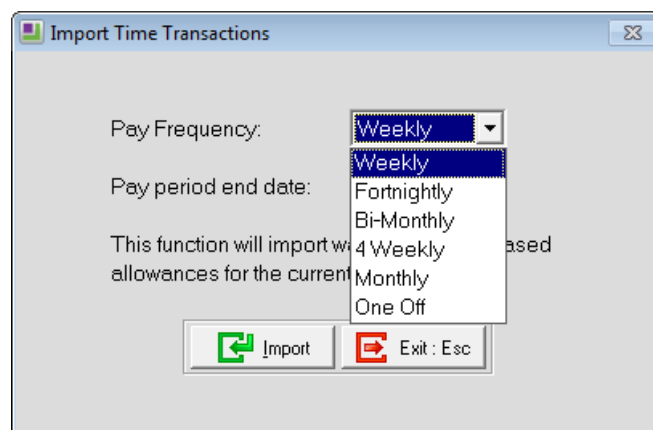 Import Time Transactions
Pay Frequency: Weekly
Weekly
Pay period end date:
Fortnightly
Bi-Monthly
This function will import ased
4 Weekly
allowances for the current
Monthly
One Off
Import Exit : Esc